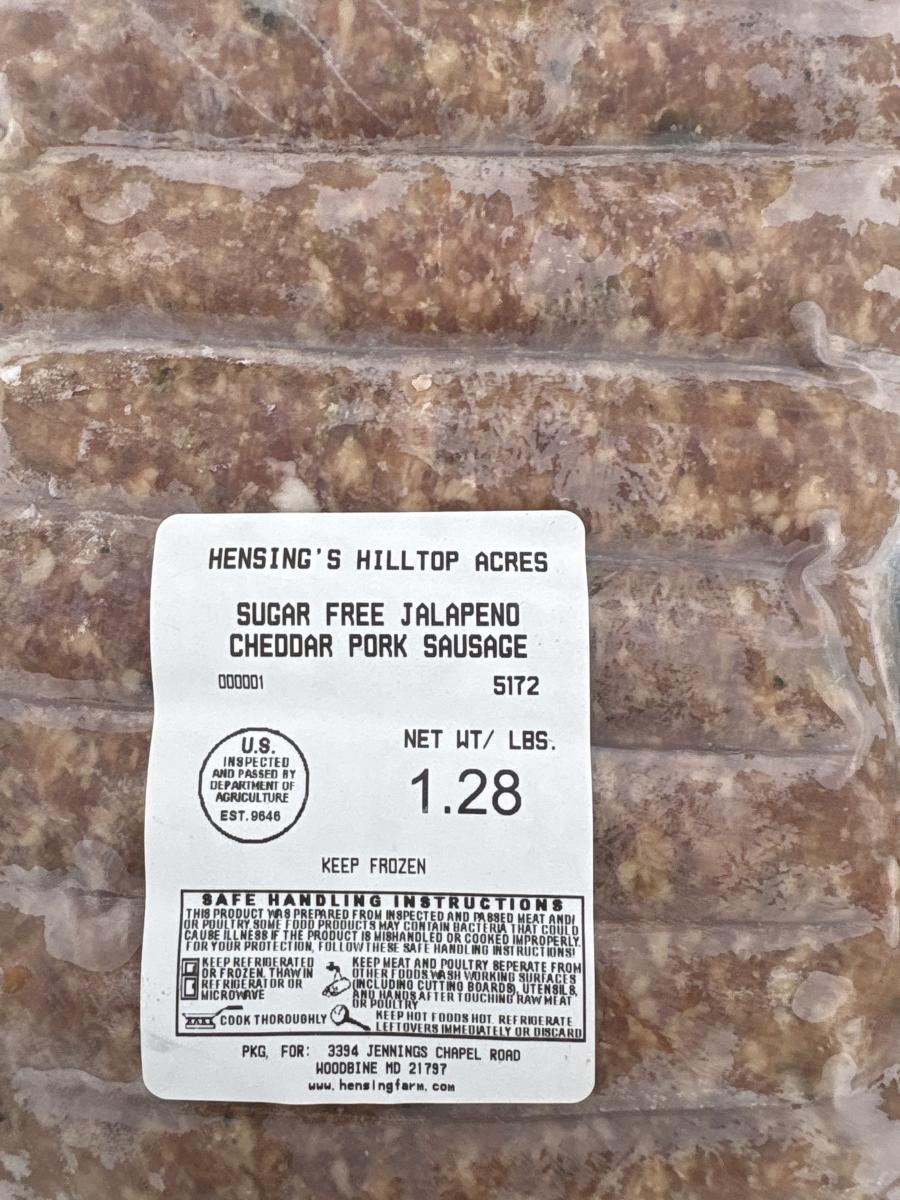 HENSING'S HILLTOP ACRES
SUGAR FREE JALAPENO
CHEDDAR PORK SAUSAGE
000001 5172
NET WT/ LBS.
1.28
U.S.
INSPECTED
AND PASSED BY
DEPARTMENT OF
AGRICULTURE
EST. 9646
KEEP FROZEN
SAFE HANDLING INSTRUCTIONS
THIS PRODUCT WAS PREPARED FROM INSPECTED AND PASSED MEAT AND/
OR POULTRY SOME FOOD PRODUCTS MAY CONTAIN BACTERIA THAT COULD
CAUSE ILLNESS IF THE PRODUCT IS MISHANDLED OR COOKED IMPROPERLY.
FOR YOUR PROTECTION, FOLLOW THESE SAFE HANDLING INSTRUCTIONS!
KEEP REFRIGERATED
OR FROZEN. THAW IN
REFRIGERATOR OR
MICROWAVE
KEEP MEAT AND POULTRY SEPERATE FROM
OTHER FOODS WASH WORKING SURFACES
(INCLUDING CUTTING BOARDS), UTENSILS,
AND HANDS AFTER TOUCHING RAW MEAT
OR POULTRY
COOK THOROUGHLY
KEEP HOT FOODS HOT. REFRIGERATE
LEFTOVERS IMMEDIATELY OR DISCARD
PKG, FOR: 3394 JENNINGS CHAPEL ROAD
WOODBINE MD 21797
www.hensingfarm.com